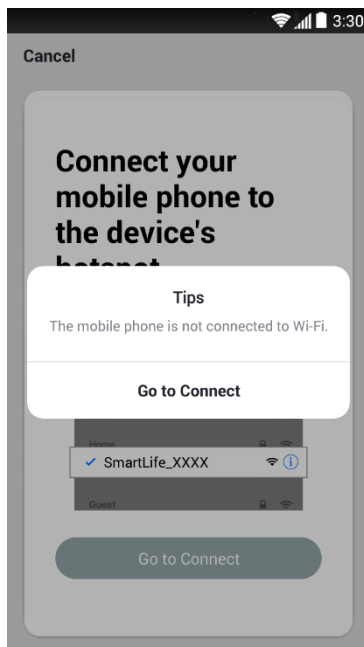 3:30
Cancel
Connect your
mobile phone to
the device's
hotspot
Tips
The mobile phone is not connected to Wi-Fi.
Go to Connect
Home
SmartLife_XXXX
Guest
Go to Connect